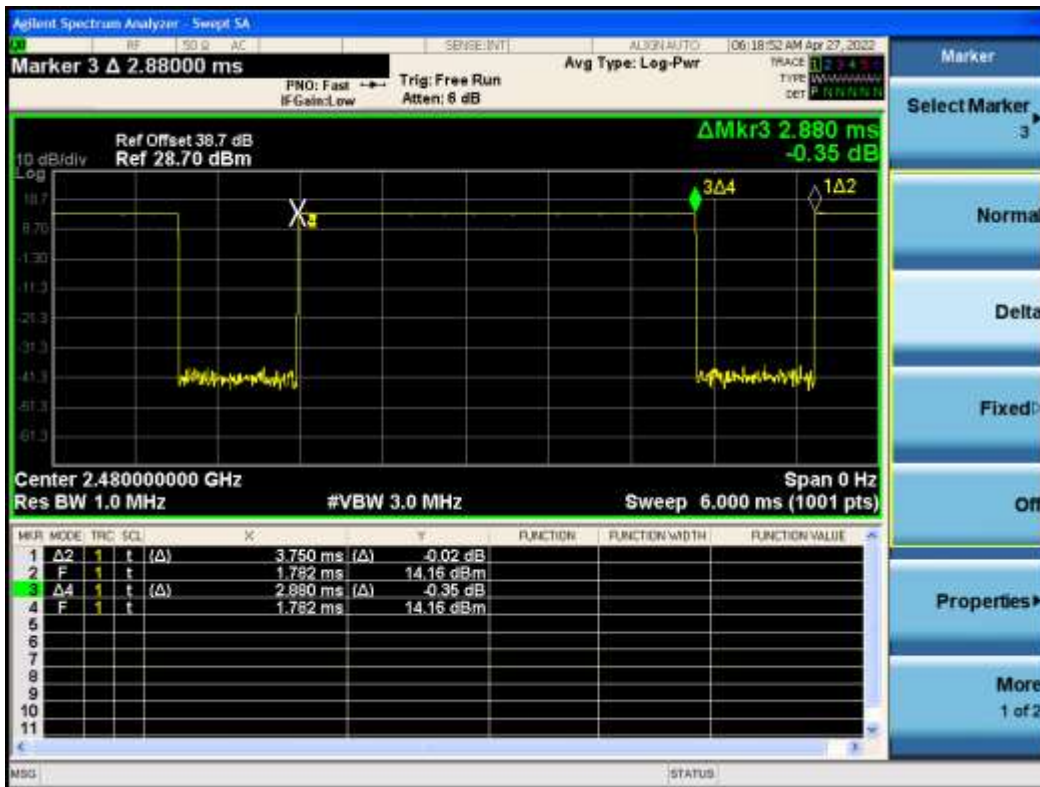 Agilent Spectrum Analyzer - Swept SA
RF 50 Ω AC SENSE:INT ALIGN AUTO 06:18:52 AM Apr 27, 2022
Marker 3 Δ 2.88000 ms
PNO: Fast
IFGain:Low
Trig: Free Run
Atten: 6 dB
Avg Type: Log-Pwr
TRACE 1 2 3 4 5 6
TYPE
DET P N N N N N
ΔMkr3 2.880 ms
-0.35 dB
Ref Offset 38.7 dB
Ref 28.70 dBm
10 dB/div
Log
18.7
8.70
-1.30
-11.3
-21.3
-31.3
-41.3
-51.3
-61.3
3Δ4
1Δ2
X
Center 2.480000000 GHz
Span 0 Hz
Res BW 1.0 MHz
#VBW 3.0 MHz
Sweep 6.000 ms (1001 pts)
MKR MODE TRC SCL X Y FUNCTION FUNCTION WIDTH FUNCTION VALUE
1 Δ2 1 t (Δ) 3.750 ms (Δ) -0.02 dB
2 F 1 t 1.782 ms 14.16 dBm
3 Δ4 1 t (Δ) 2.880 ms (Δ) -0.35 dB
4 F 1 t 1.782 ms 14.16 dBm
5
6
7
8
9
10
11
MSG
STATUS
Marker
Select Marker
3
Normal
Delta
Fixed
Off
Properties
More
1 of 2